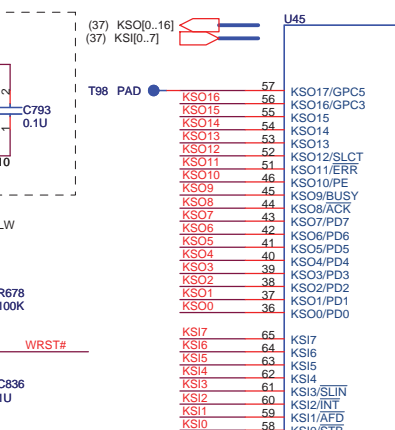 (37) KSO[0..16]
(37) KSI[0..7]
U45
T98 PAD
57 KSO17/GPC5
KSO16 56 KSO16/GPC3
KSO15 55 KSO15
KSO14 54 KSO14
KSO13 53 KSO13
KSO12 52 KSO12/SLCT
KSO11 51 KSO11/ERR
KSO10 46 KSO10/PE
KSO9 45 KSO9/BUSY
KSO8 44 KSO8/ACK
KSO7 43 KSO7/PD7
KSO6 42 KSO6/PD6
KSO5 41 KSO5/PD5
KSO4 40 KSO4/PD4
KSO3 39 KSO3/PD3
KSO2 38 KSO2/PD2
KSO1 37 KSO1/PD1
KSO0 36 KSO0/PD0
KSI7 65 KSI7
KSI6 64 KSI6
KSI5 63 KSI5
KSI4 62 KSI4
KSI3 61 KSI3/SLIN
KSI2 60 KSI2/INT
KSI1 59 KSI1/AFD
KSI0 58 KSI0/STB
2
C793
0.1U
1
10
LW
R678
100K
WRST#
C836
1U